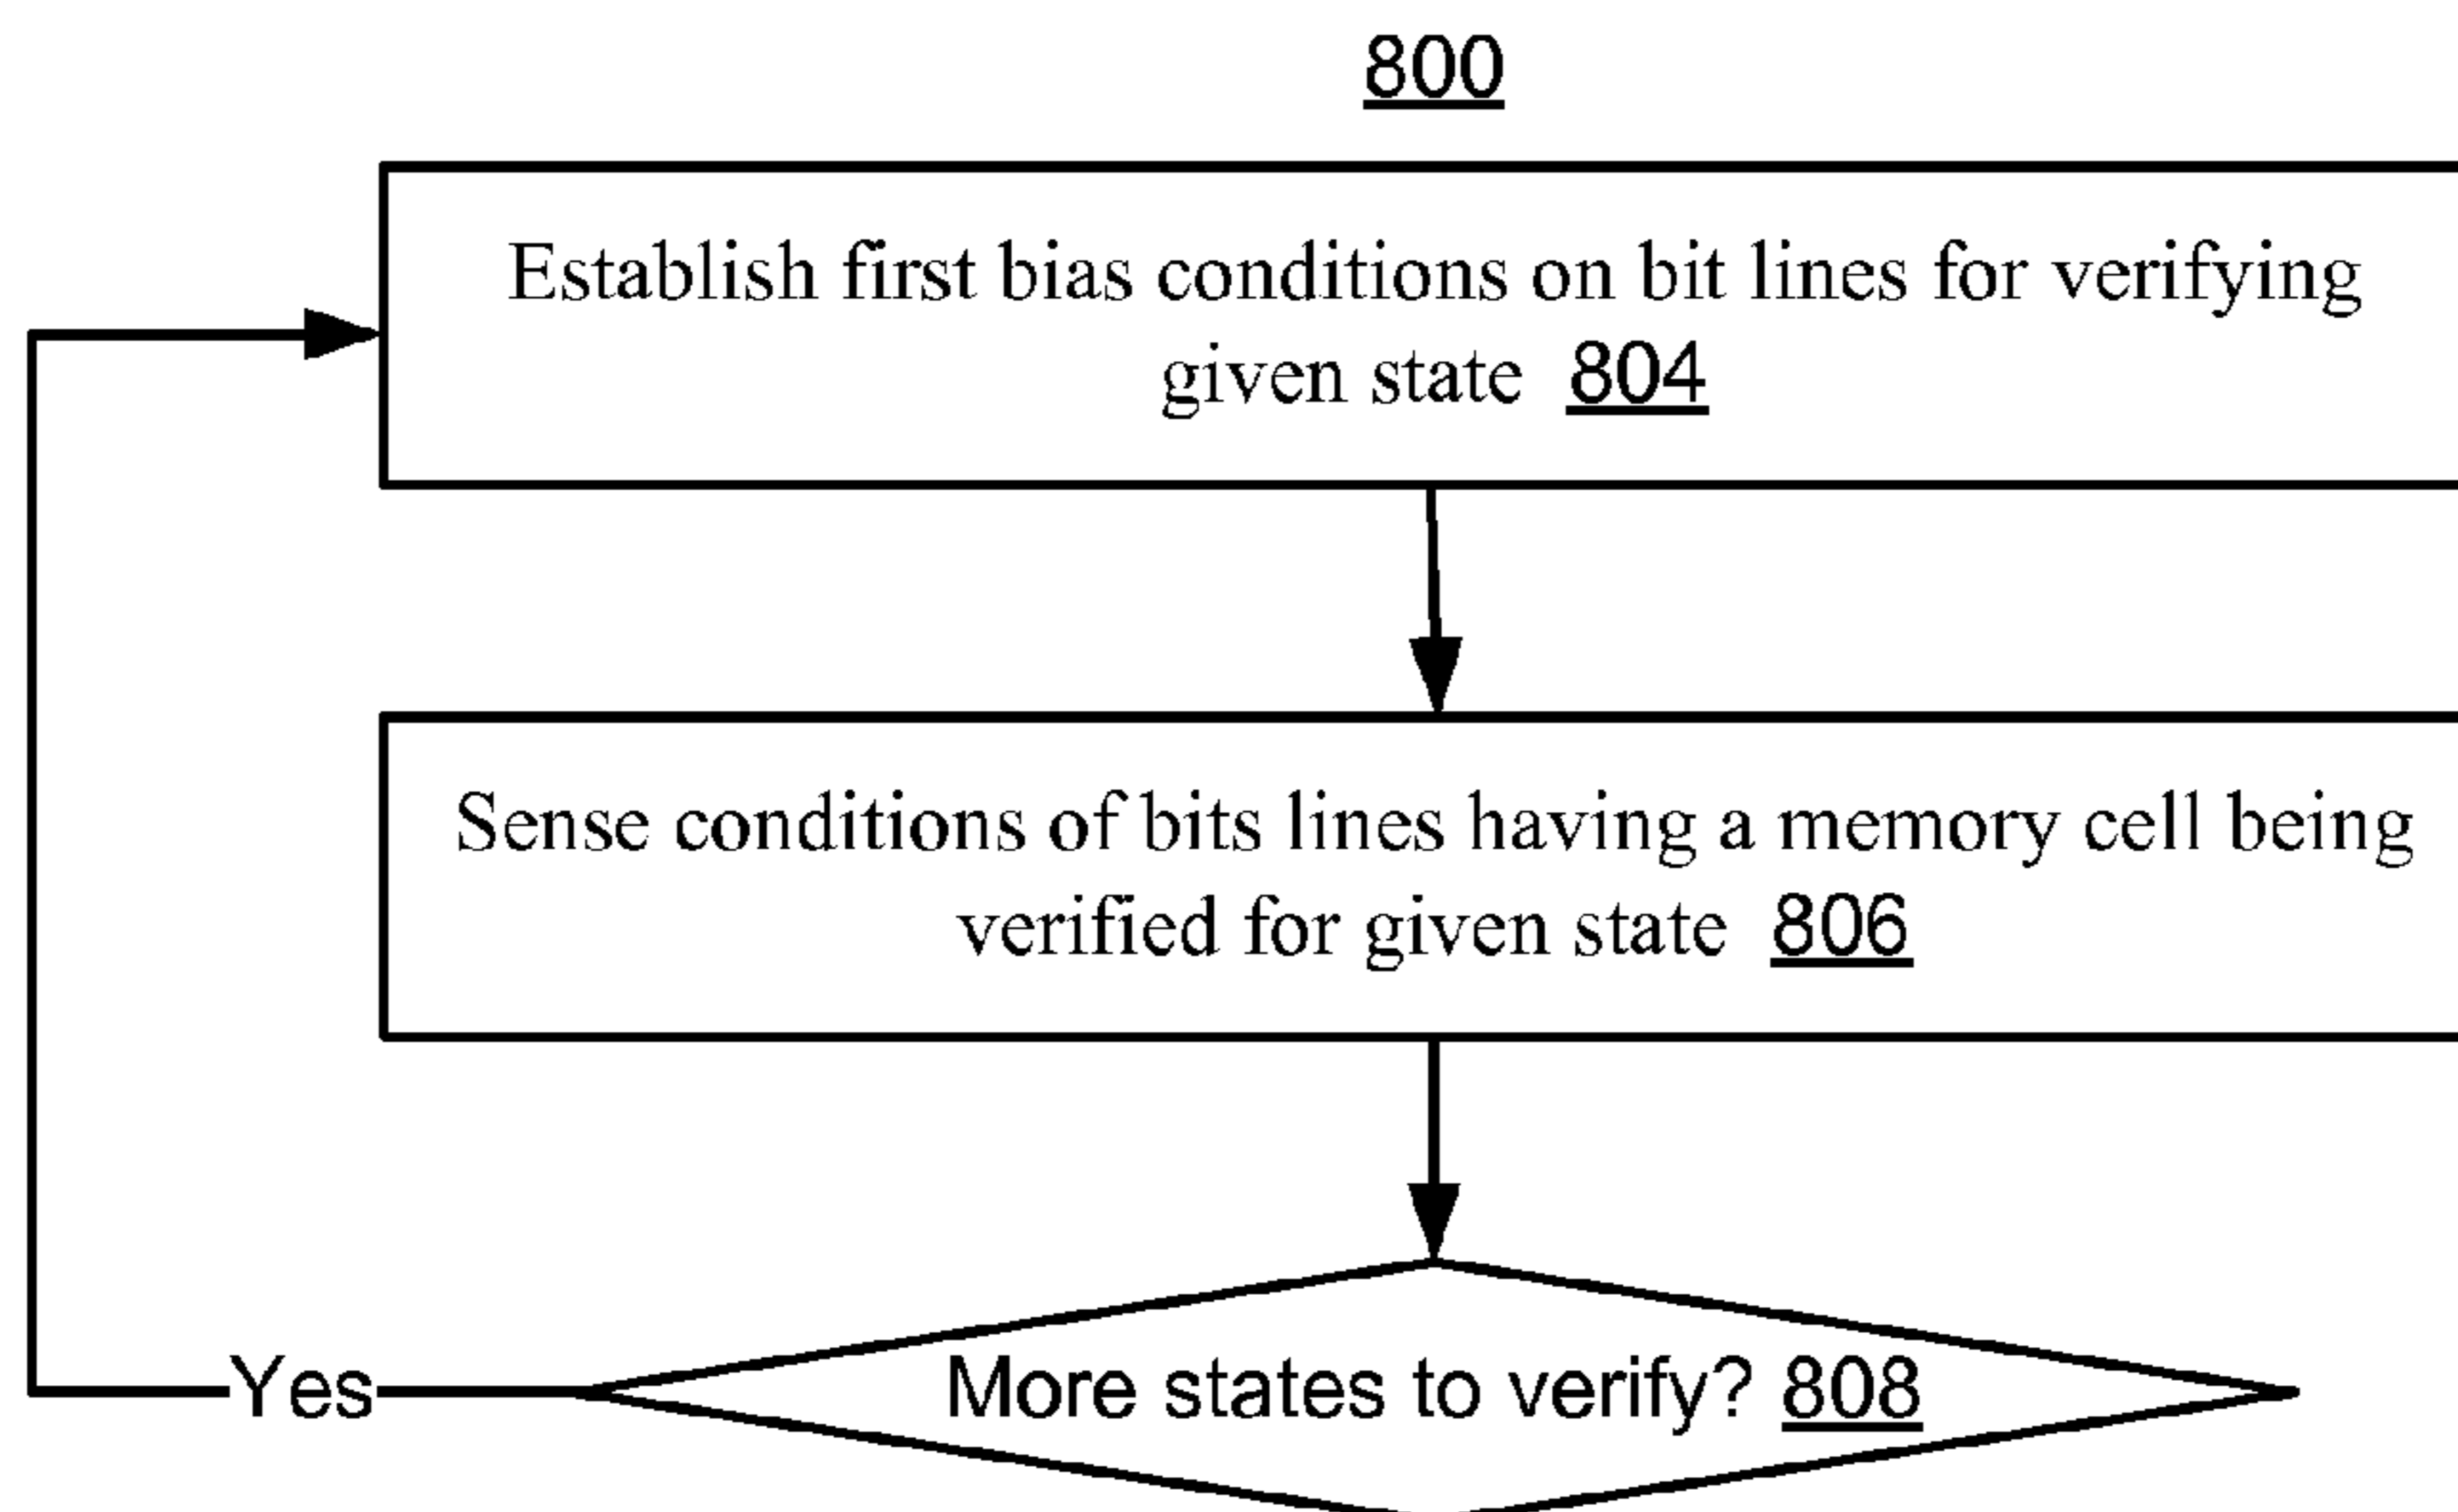 800
Establish first bias conditions on bit lines for verifying
given state 804
Sense conditions of bits lines having a memory cell being
verified for given state 806
Yes
More states to verify? 808